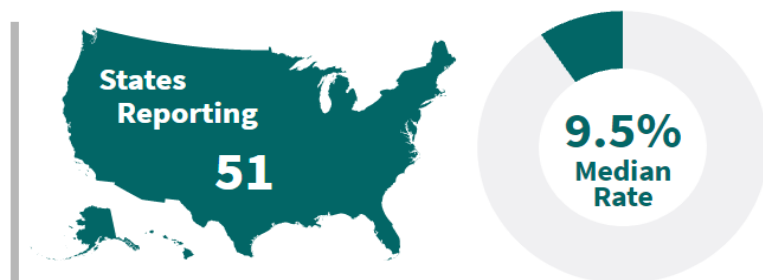 States
Reporting
51
9.5%
Median
Rate